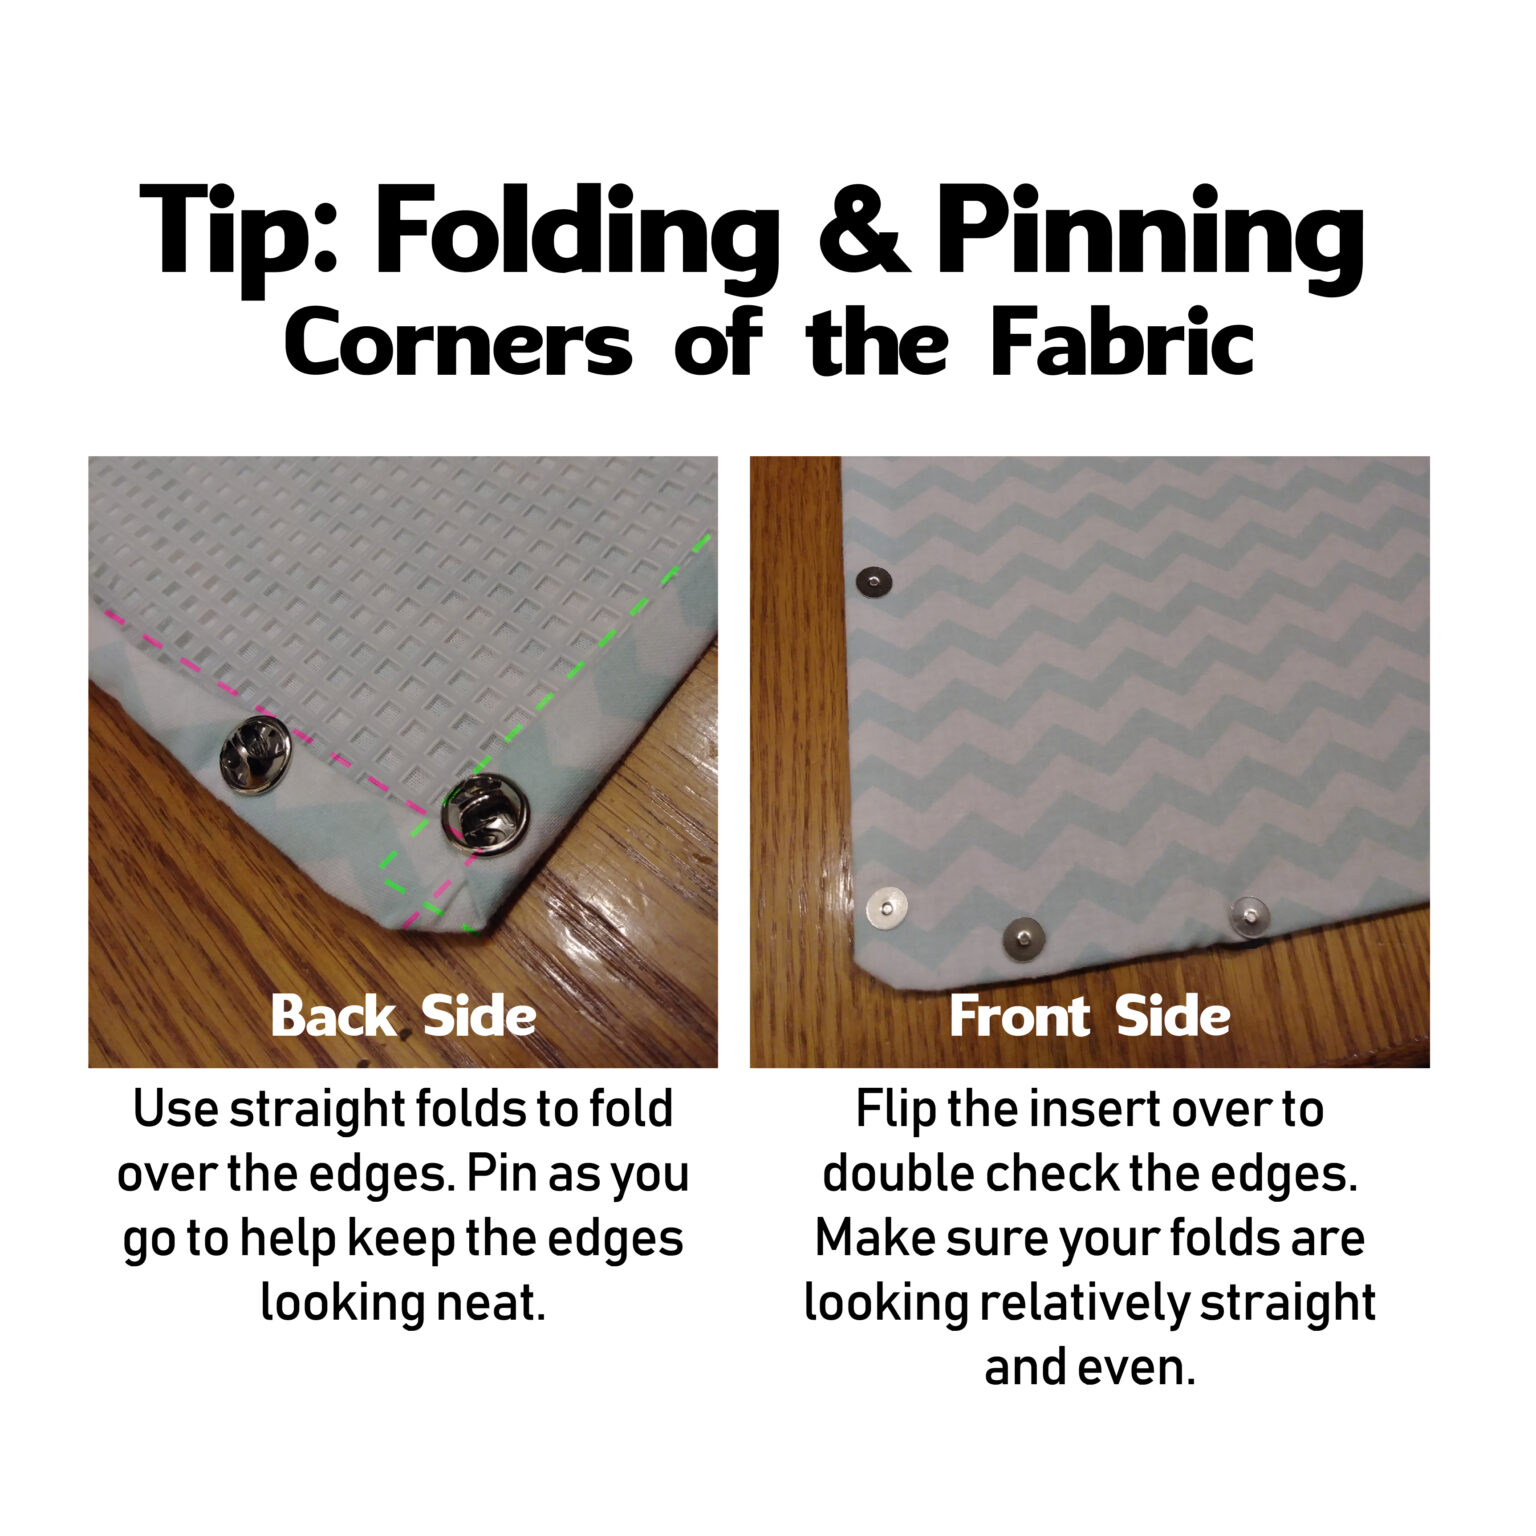 Tip: Folding & Pinning
Corners of the Fabric
Back Side
Use straight folds to fold
over the edges. Pin as you
go to help keep the edges
looking neat.
Front Side
Flip the insert over to
double check the edges.
Make sure your folds are
looking relatively straight
and even.